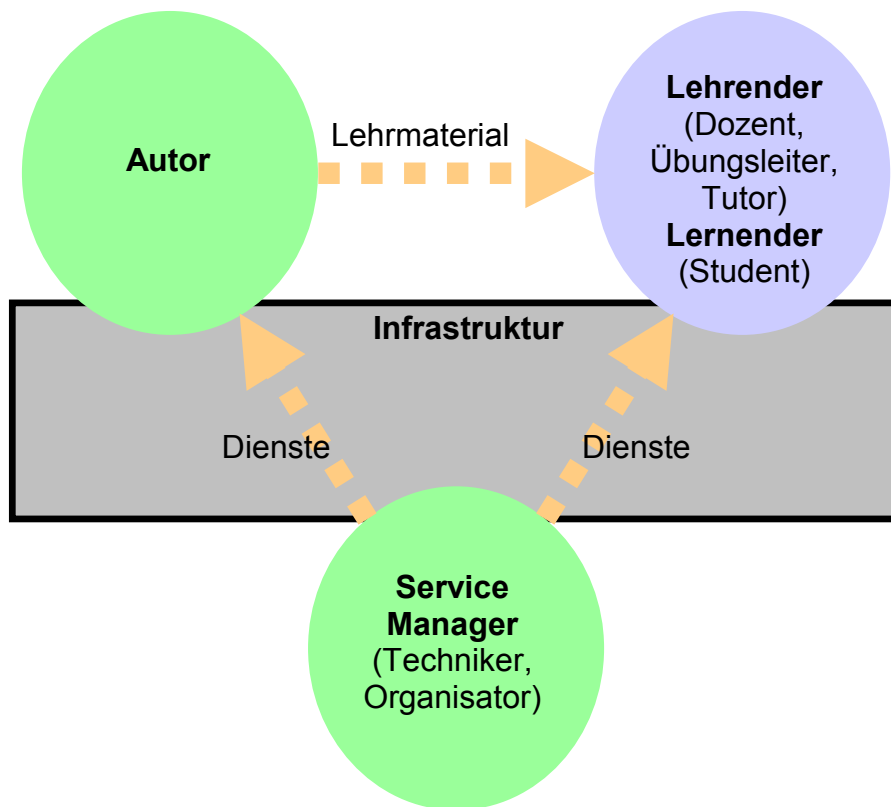 Autor
Lehrmaterial
Lehrender
(Dozent,
Übungsleiter,
Tutor)
Lernender
(Student)
Infrastruktur
Dienste
Dienste
Service
Manager
(Techniker,
Organisator)